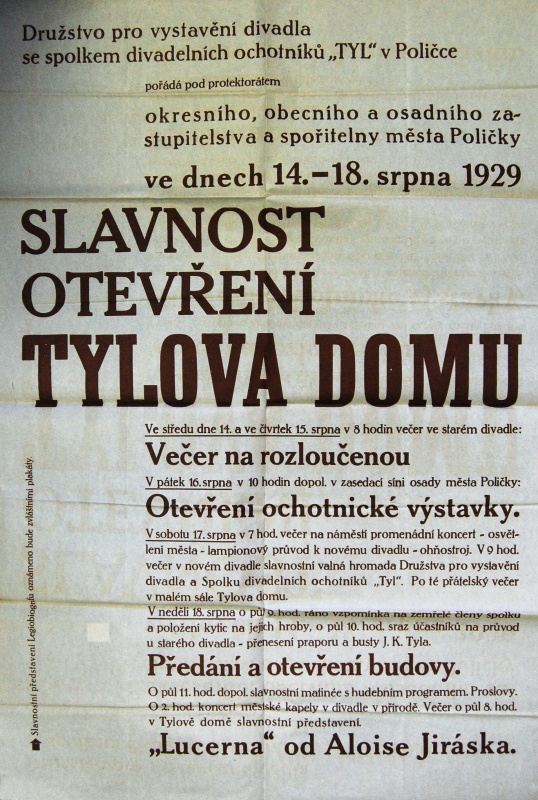 Družstvo pro vystavění divadla
se spolkem divadelních ochotníků „TYL“ v Poličce
pořádá pod protektorátem
okresního, obecního a osadního za-
stupitelstva a spořitelny města Poličky
ve dnech 14.–18. srpna 1929
SLAVNOST
OTEVŘENÍ
TYLOVA DOMU
Ve středu dne 14. a ve čtvrtek 15. srpna v 8 hodin večer ve starém divadle:
Večer na rozloučenou
V pátek 16. srpna v 10 hodin dopol. v zasedací síni osady města Poličky:
Otevření ochotnické výstavky.
V sobotu 17. srpna v 7 hod. večer na náměstí promenádní koncert - osvět-
lení města - lampionový průvod k novému divadlu - ohňostroj. V 9 hod.
večer v novém divadle slavnostní valná hromada Družstva pro vystavění
divadla a Spolku divadelních ochotníků „Tyl“. Po té přátelský večer
v malém sále Tylova domu.
V neděli 18. srpna o půl 9. hod. ráno vzpomínka na zemřelé členy spolku
a položení kytic na jejich hroby, o půl 10. hod. sraz účastníků na průvod
u starého divadla - přenesení praporu a busty J. K. Tyla.
Předání a otevření budovy.
O půl 11. hod. dopol. slavnostní matinée s hudebním programem. Proslovy.
O 2. hod. koncert městské kapely v divadle v přírodě. Večer o půl 8. hod.
v Tylově domě slavnostní představení.
„Lucerna“ od Aloise Jiráska.
Slavnostní představení Legiobiografu oznámeno bude zvláštními plakáty.